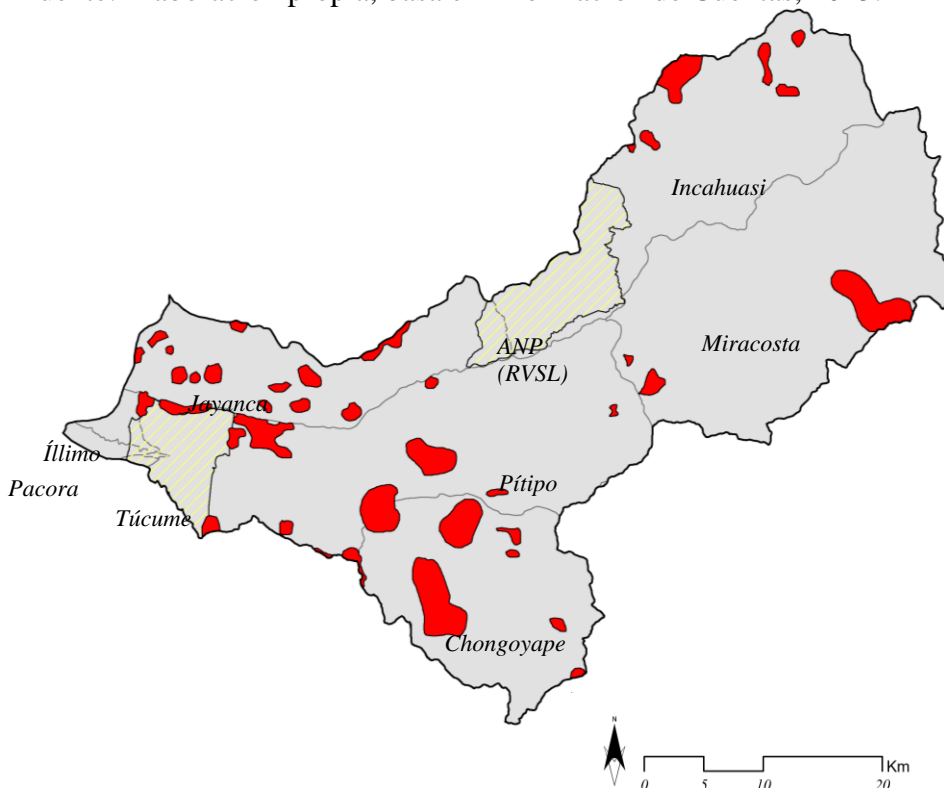 Incahuasi
Miracosta
ANP
(RVSL)
Jayanca
Íllimo
Pítipo
Pacora
Túcume
Chongoyape
N
Km
0 5 10 20